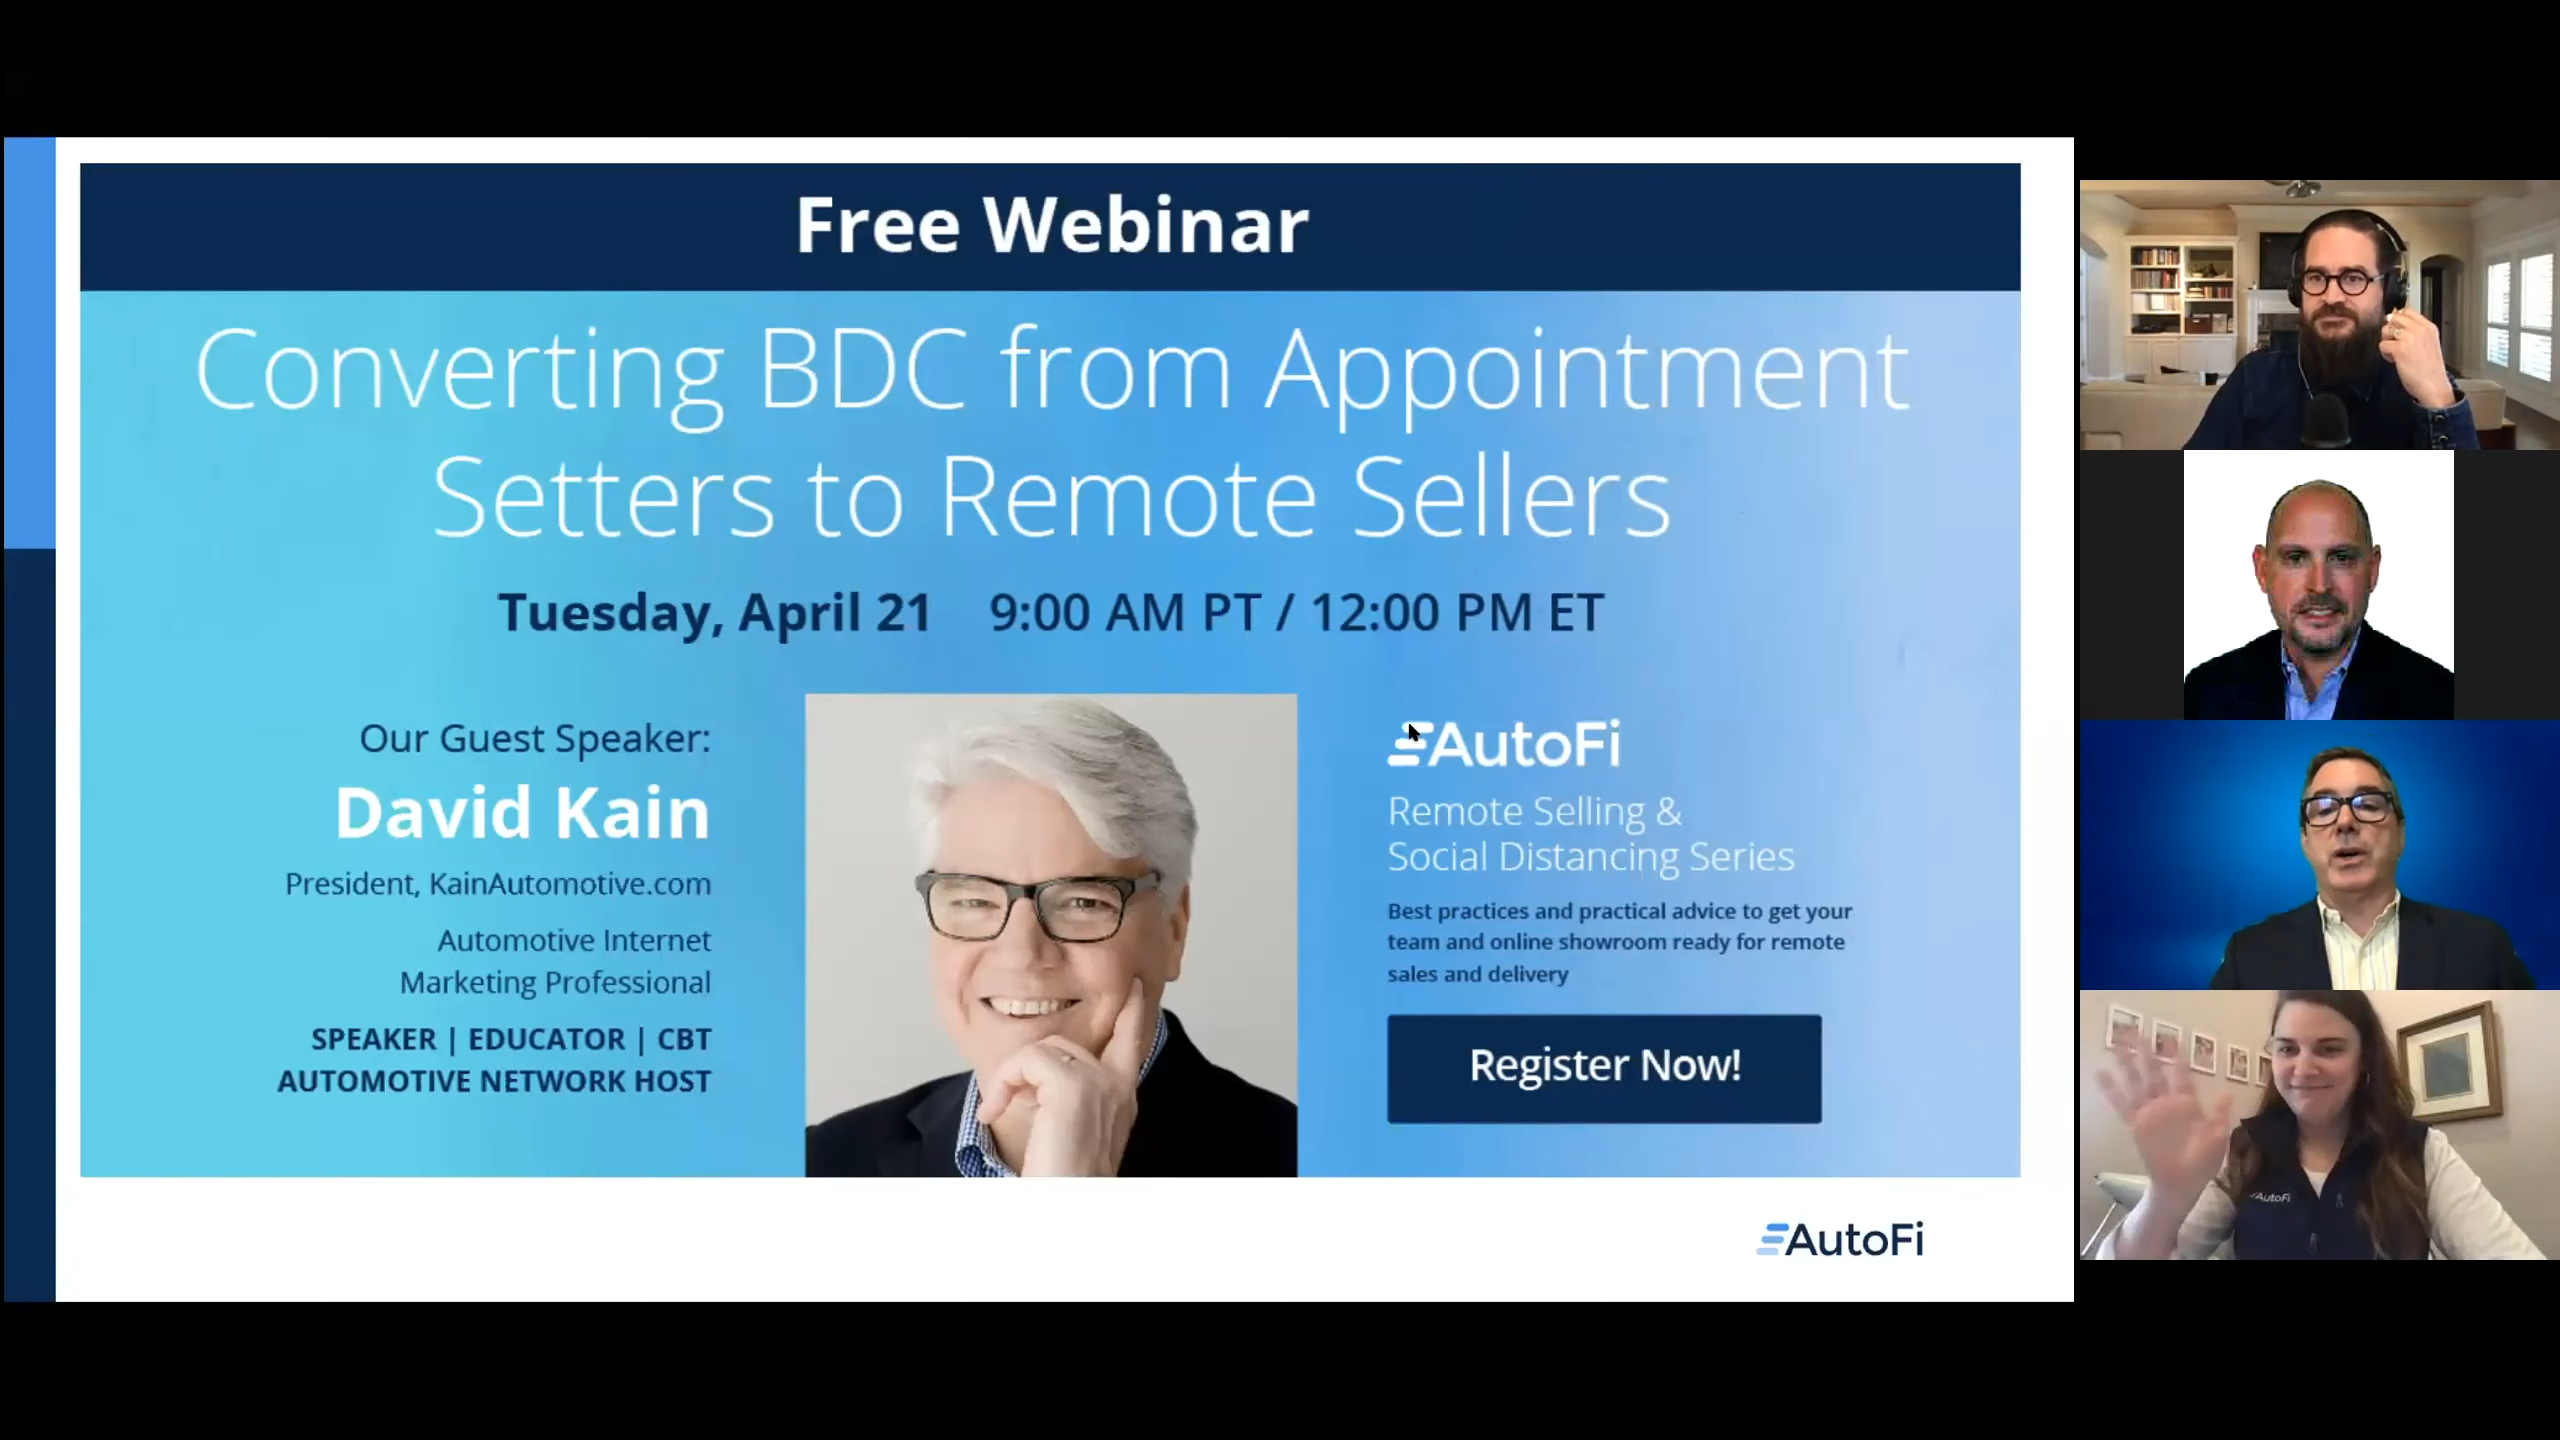 Free Webinar
Converting BDC from Appointment
Setters to Remote Sellers
Tuesday, April 21 9:00 AM PT / 12:00 PM ET
Our Guest Speaker:
David Kain
President, KainAutomotive.com
Automotive Internet
Marketing Professional
SPEAKER | EDUCATOR | CBT
AUTOMOTIVE NETWORK HOST
AutoFi
Remote Selling &
Social Distancing Series
Best practices and practical advice to get your
team and online showroom ready for remote
sales and delivery
Register Now!
AutoFi
AutoFi